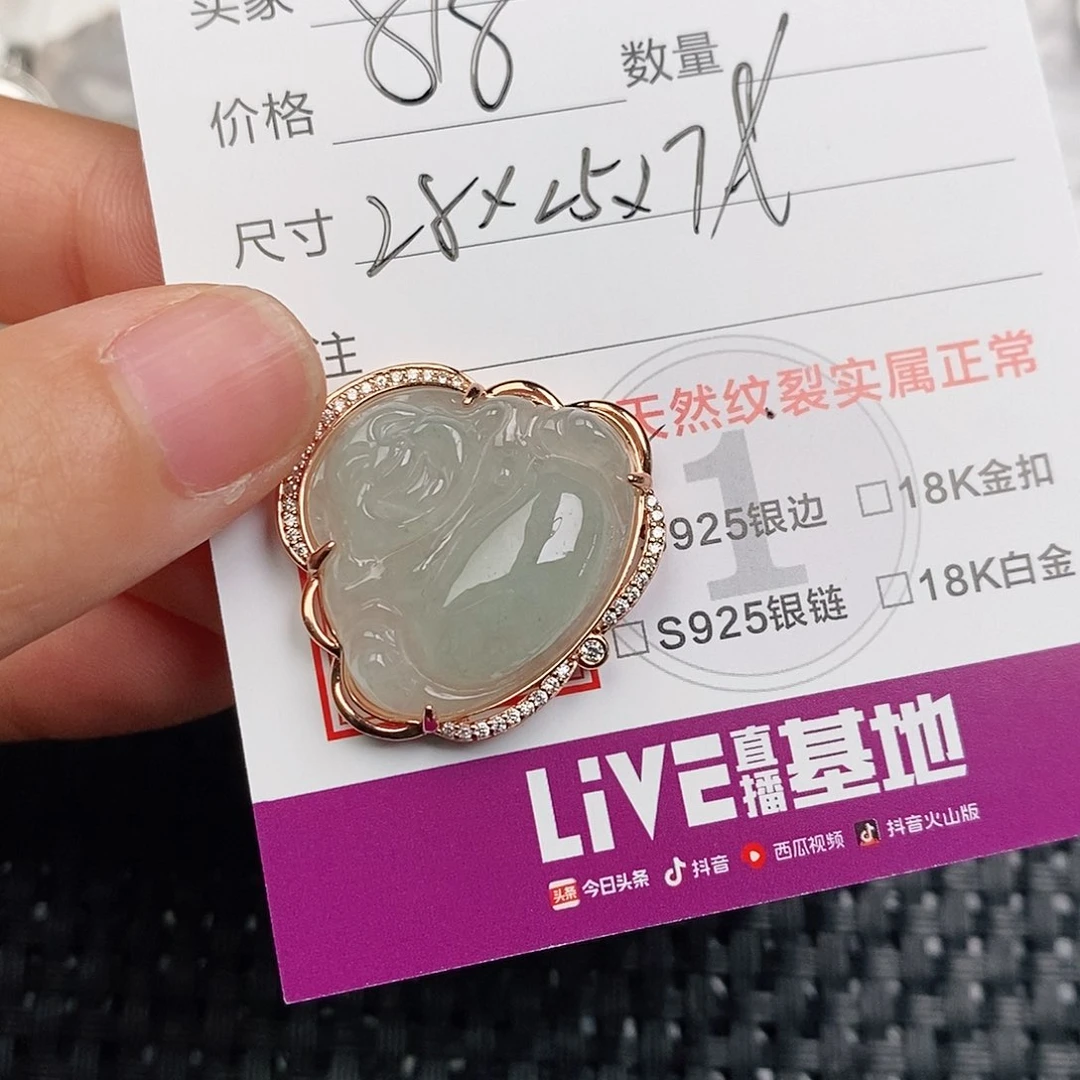 买家
价格 818 数量
尺寸 28×25×7
注
天然纹裂实属正常
1
925银边 18K金扣
S925银链 18K白金
LiVE直播基地
头条 今日头条 抖音 西瓜视频 抖音火山版